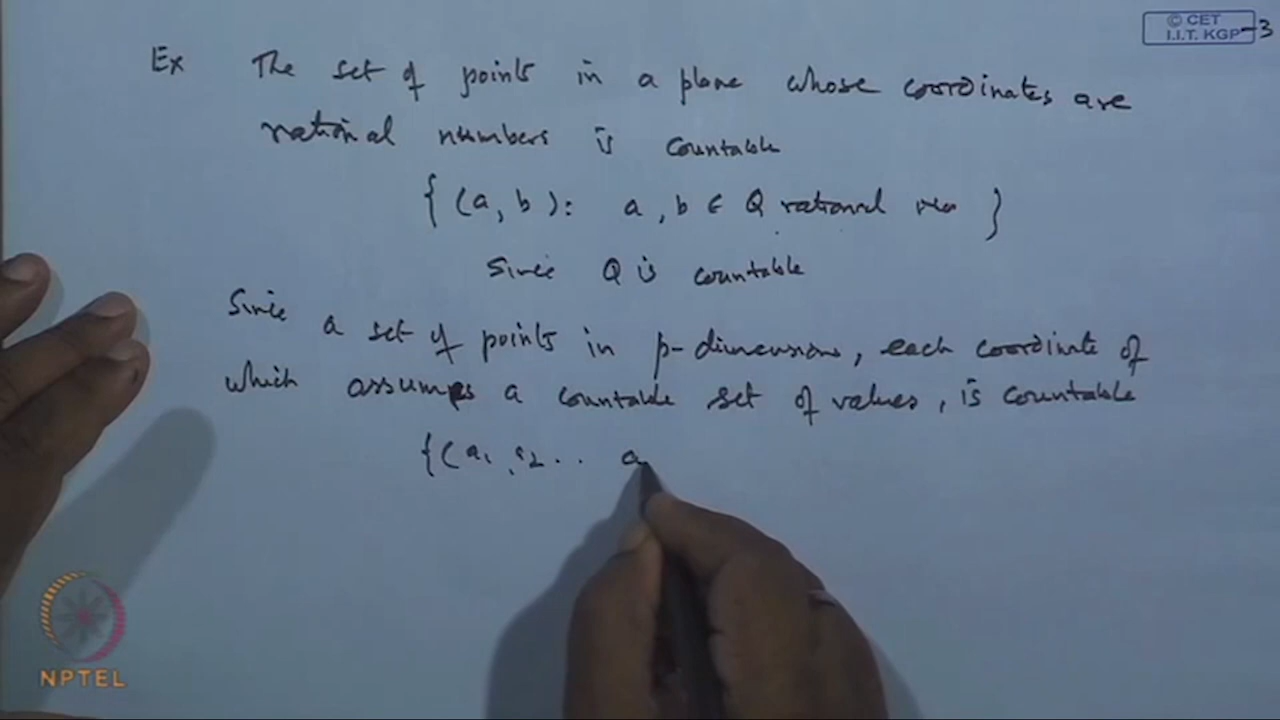 © CET
I.I.T. KGP -3
Ex The set of points in a plane whose coordinates are
rational numbers is countable
{(a, b): a, b ∈ Q rational no }
Since Q is countable
Since a set of points in p-dimensions, each coordinate of
which assumes a countable set of values, is countable
{(a1, a2.. a
NPTEL